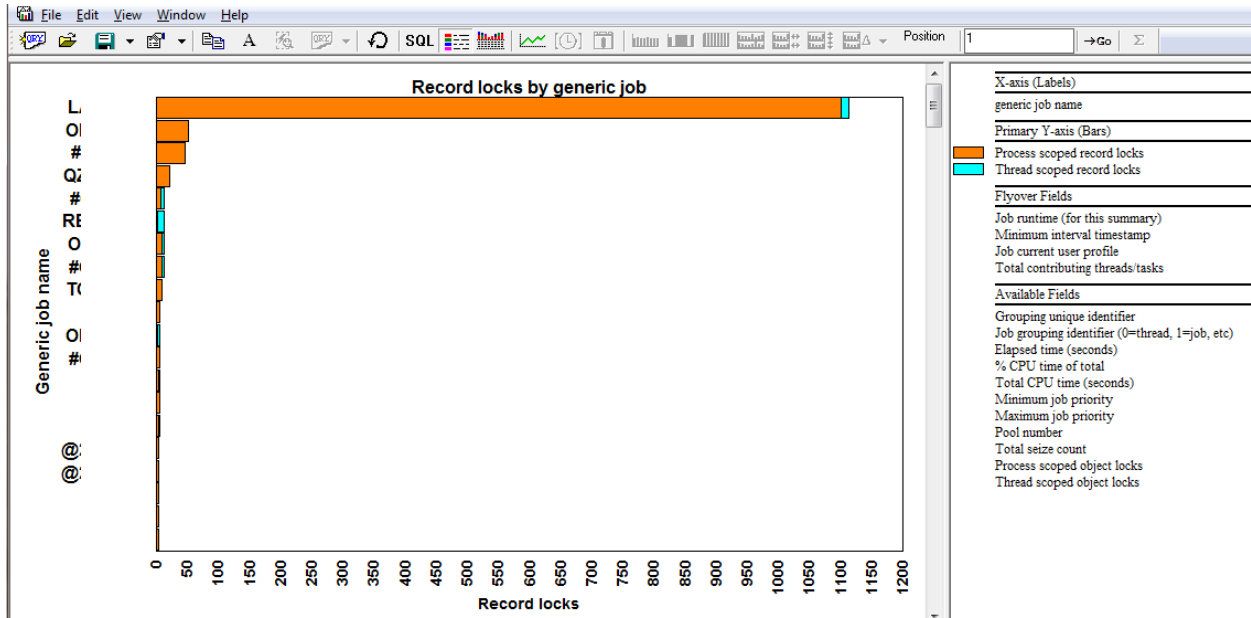 File Edit View Window Help
QRY A QRY SQL Δ Position 1 →Go Σ
Record locks by generic job
Generic job name
#
#
#
#
@
@
0 50 100 150 200 250 300 350 400 450 500 550 600 650 700 750 800 850 900 950 1000 1050 1100 1150 1200
Record locks
X-axis (Labels)
generic job name
Primary Y-axis (Bars)
Process scoped record locks
Thread scoped record locks
Flyover Fields
Job runtime (for this summary)
Minimum interval timestamp
Job current user profile
Total contributing threads/tasks
Available Fields
Grouping unique identifier
Job grouping identifier (0=thread, 1=job, etc)
Elapsed time (seconds)
% CPU time of total
Total CPU time (seconds)
Minimum job priority
Maximum job priority
Pool number
Total seize count
Process scoped object locks
Thread scoped object locks